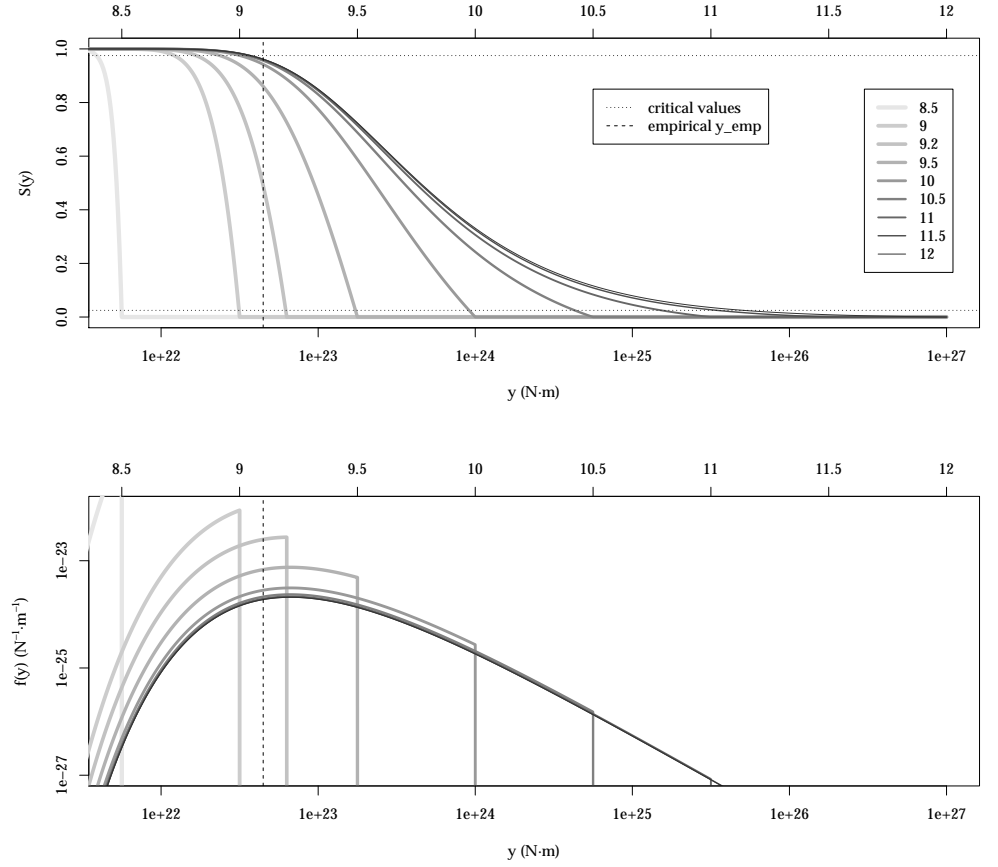 8.5 9 9.5 10 10.5 11 11.5 12
1.0
0.8
0.6
0.4
0.2
0.0
S(y)
critical values
empirical y_emp
8.5
9
9.2
9.5
10
10.5
11
11.5
12
1e+22 1e+23 1e+24 1e+25 1e+26 1e+27
y (N·m)
8.5 9 9.5 10 10.5 11 11.5 12
1e−23
1e−25
1e−27
f(y) (N⁻¹·m⁻¹)
1e+22 1e+23 1e+24 1e+25 1e+26 1e+27
y (N·m)